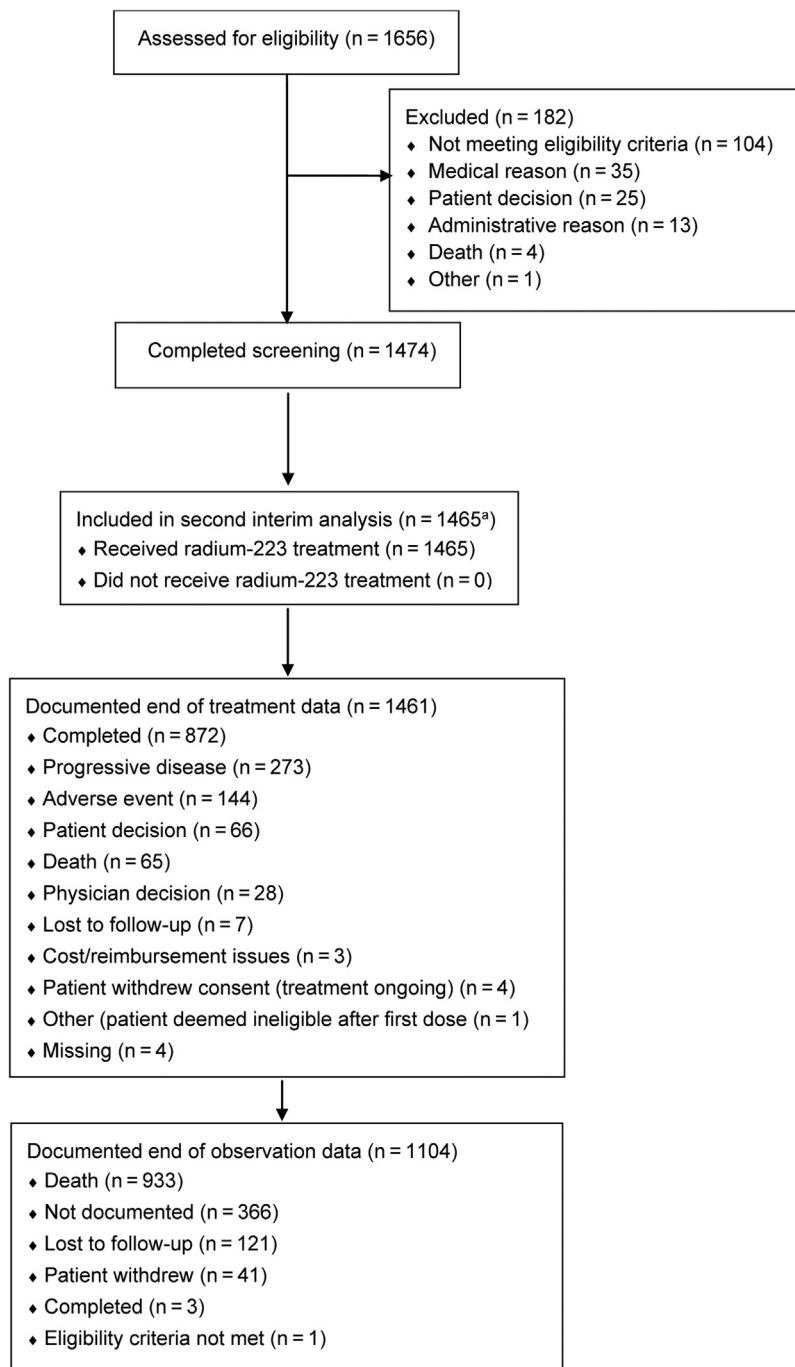 Assessed for eligibility (n = 1656)
Excluded (n = 182)
♦ Not meeting eligibility criteria (n = 104)
♦ Medical reason (n = 35)
♦ Patient decision (n = 25)
♦ Administrative reason (n = 13)
♦ Death (n = 4)
♦ Other (n = 1)
Completed screening (n = 1474)
Included in second interim analysis (n = 1465ᵃ)
♦ Received radium-223 treatment (n = 1465)
♦ Did not receive radium-223 treatment (n = 0)
Documented end of treatment data (n = 1461)
♦ Completed (n = 872)
♦ Progressive disease (n = 273)
♦ Adverse event (n = 144)
♦ Patient decision (n = 66)
♦ Death (n = 65)
♦ Physician decision (n = 28)
♦ Lost to follow-up (n = 7)
♦ Cost/reimbursement issues (n = 3)
♦ Patient withdrew consent (treatment ongoing) (n = 4)
♦ Other (patient deemed ineligible after first dose (n = 1)
♦ Missing (n = 4)
Documented end of observation data (n = 1104)
♦ Death (n = 933)
♦ Not documented (n = 366)
♦ Lost to follow-up (n = 121)
♦ Patient withdrew (n = 41)
♦ Completed (n = 3)
♦ Eligibility criteria not met (n = 1)